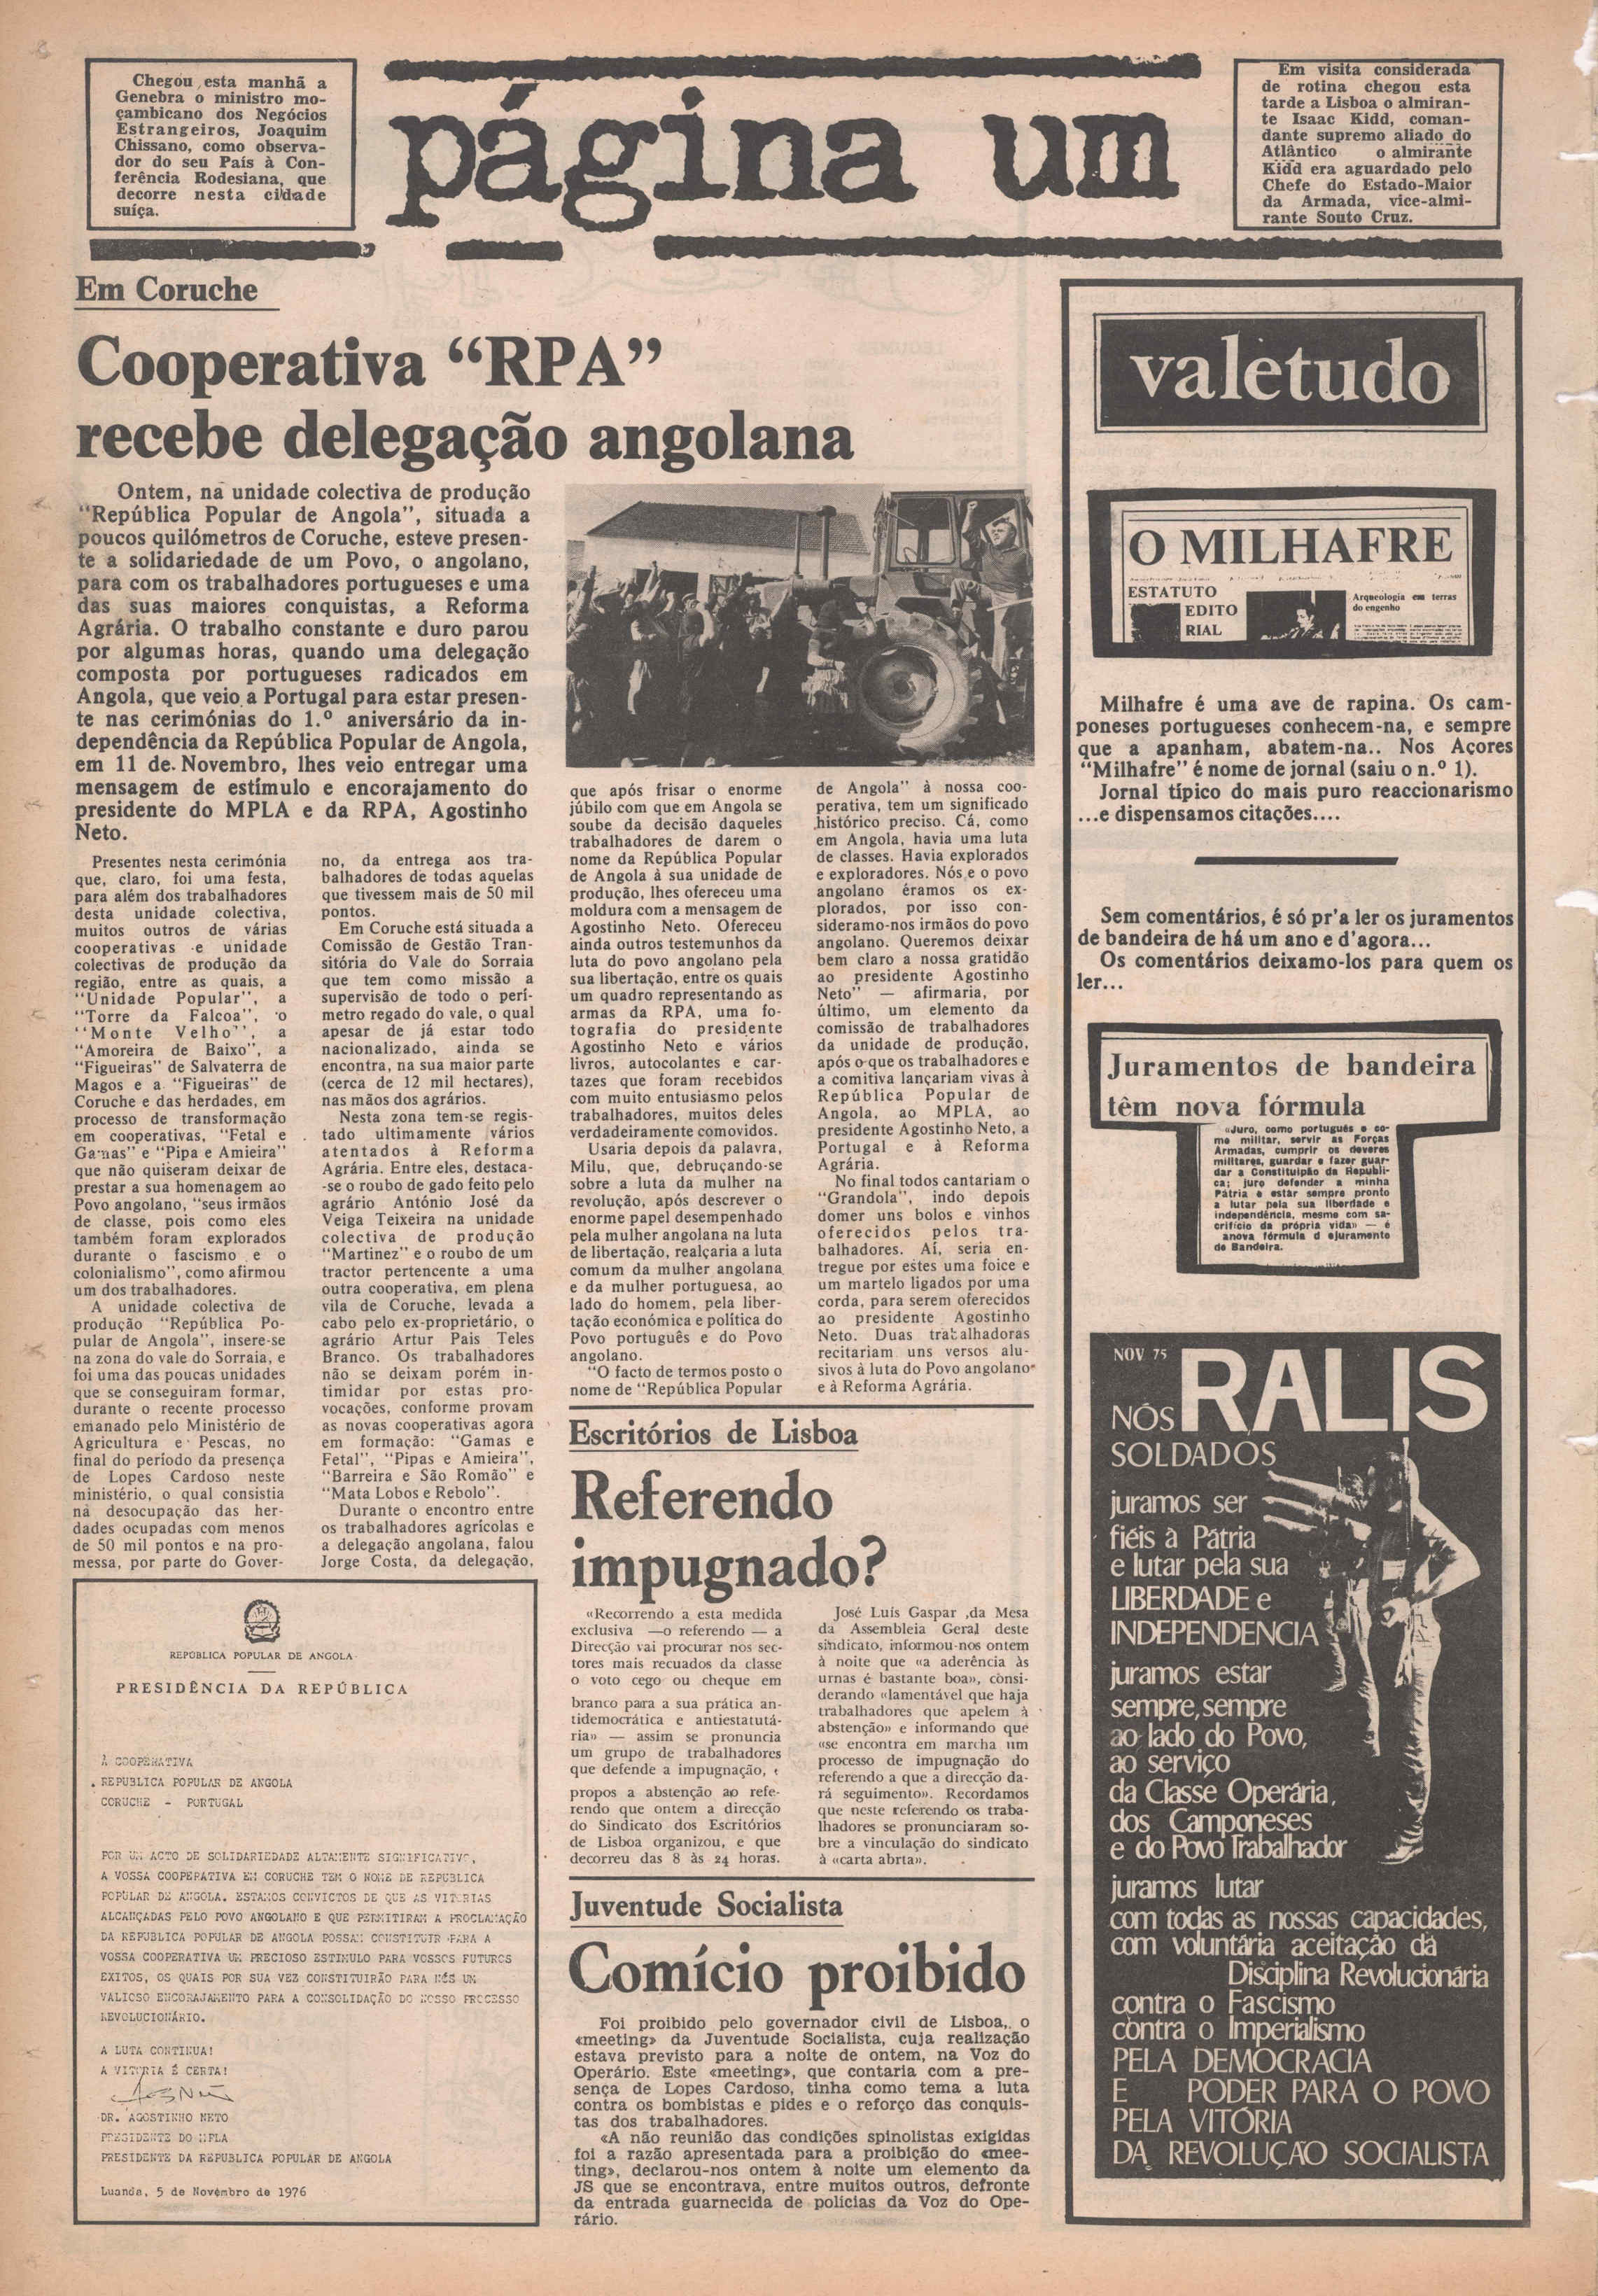 Chegou esta manhã a
Genebra o ministro mo-
çambicano dos Negócios
Estrangeiros, Joaquim
Chissano, como observa-
dor do seu País à Con-
ferência Rodesiana, que
decorre nesta cidade
suíça.
página um
Em visita considerada
de rotina chegou esta
tarde a Lisboa o almiran-
te Isaac Kidd, coman-
dante supremo aliado do
Atlântico o almirante
Kidd era aguardado pelo
Chefe do Estado-Maior
da Armada, vice-almi-
rante Souto Cruz.
Em Coruche
Cooperativa “RPA”
recebe delegação angolana
Ontem, na unidade colectiva de produção
“República Popular de Angola”, situada a
poucos quilómetros de Coruche, esteve presen-
te a solidariedade de um Povo, o angolano,
para com os trabalhadores portugueses e uma
das suas maiores conquistas, a Reforma
Agrária. O trabalho constante e duro parou
por algumas horas, quando uma delegação
composta por portugueses radicados em
Angola, que veio a Portugal para estar presen-
te nas cerimónias do 1.º aniversário da in-
dependência da República Popular de Angola,
em 11 de Novembro, lhes veio entregar uma
mensagem de estímulo e encorajamento do
presidente do MPLA e da RPA, Agostinho
Neto.
Presentes nesta cerimónia
que, claro, foi uma festa,
para além dos trabalhadores
desta unidade colectiva,
muitos outros de várias
cooperativas e unidade
colectivas de produção da
região, entre as quais, a
“Unidade Popular”, a
“Torre da Falcoa”, o
“Monte Velho”, a
“Amoreira de Baixo”, a
“Figueiras” de Salvaterra de
Magos e a “Figueiras” de
Coruche e das herdades, em
processo de transformação
em cooperativas, “Fetal e
Gamas” e “Pipa e Amieira”
que não quiseram deixar de
prestar a sua homenagem ao
Povo angolano, “seus irmãos
de classe, pois como eles
também foram explorados
durante o fascismo e o
colonialismo”, como afirmou
um dos trabalhadores.
A unidade colectiva de
produção “República Po-
pular de Angola”, insere-se
na zona do vale do Sorraia, e
foi uma das poucas unidades
que se conseguiram formar,
durante o recente processo
emanado pelo Ministério de
Agricultura e Pescas, no
final do período da presença
de Lopes Cardoso neste
ministério, o qual consistia
na desocupação das her-
dades ocupadas com menos
de 50 mil pontos e na pro-
messa, por parte do Gover-
no, da entrega aos tra-
balhadores de todas aquelas
que tivessem mais de 50 mil
pontos.
Em Coruche está situada a
Comissão de Gestão Tran-
sitória do Vale do Sorraia
que tem como missão a
supervisão de todo o perí-
metro regado do vale, o qual
apesar de já estar todo
nacionalizado, ainda se
encontra, na sua maior parte
(cerca de 12 mil hectares),
nas mãos dos agrários.
Nesta zona tem-se regis-
tado ultimamente vários
atentados à Reforma
Agrária. Entre eles, destaca-
-se o roubo de gado feito pelo
agrário António José da
Veiga Teixeira na unidade
colectiva de produção
“Martinez” e o roubo de um
tractor pertencente a uma
outra cooperativa, em plena
vila de Coruche, levada a
cabo pelo ex-proprietário, o
agrário Artur Pais Teles
Branco. Os trabalhadores
não se deixam porém in-
timidar por estas pro-
vocações, conforme provam
as novas cooperativas agora
em formação: “Gamas e
Fetal”, “Pipas e Amieira”,
“Barreira e São Romão” e
“Mata Lobos e Rebolo”.
Durante o encontro entre
os trabalhadores agrícolas e
a delegação angolana, falou
Jorge Costa, da delegação,
que após frisar o enorme
júbilo com que em Angola se
soube da decisão daqueles
trabalhadores de darem o
nome da República Popular
de Angola à sua unidade de
produção, lhes ofereceu uma
moldura com a mensagem de
Agostinho Neto. Ofereceu
ainda outros testemunhos da
luta do povo angolano pela
sua libertação, entre os quais
um quadro representando as
armas da RPA, uma fo-
tografia do presidente
Agostinho Neto e vários
livros, autocolantes e car-
tazes que foram recebidos
com muito entusiasmo pelos
trabalhadores, muitos deles
verdadeiramente comovidos.
Usaria depois da palavra,
Milu, que, debruçando-se
sobre a luta da mulher na
revolução, após descrever o
enorme papel desempenhado
pela mulher angolana na luta
de libertação, realçaria a luta
comum da mulher angolana
e da mulher portuguesa, ao
lado do homem, pela liber-
tação económica e política do
Povo português e do Povo
angolano.
“O facto de termos posto o
nome de “República Popular
de Angola” à nossa coo-
perativa, tem um significado
histórico preciso. Cá, como
em Angola, havia uma luta
de classes. Havia explorados
e exploradores. Nós e o povo
angolano éramos os ex-
plorados, por isso con-
sideramo-nos irmãos do povo
angolano. Queremos deixar
bem claro a nossa gratidão
ao presidente Agostinho
Neto” — afirmaria, por
último, um elemento da
comissão de trabalhadores
da unidade de produção,
após o que os trabalhadores e
a comitiva lançariam vivas à
República Popular de
Angola, ao MPLA, ao
presidente Agostinho Neto, a
Portugal e à Reforma
Agrária.
No final todos cantariam o
“Grandola”, indo depois
domer uns bolos e vinhos
oferecidos pelos tra-
balhadores. Aí, seria en-
tregue por estes uma foice e
um martelo ligados por uma
corda, para serem oferecidos
ao presidente Agostinho
Neto. Duas trabalhadoras
recitariam uns versos alu-
sivos à luta do Povo angolano
e à Reforma Agrária.
REPÚBLICA POPULAR DE ANGOLA
PRESIDÊNCIA DA REPÚBLICA
À COOPERATIVA
REPUBLICA POPULAR DE ANGOLA
CORUCHE - PORTUGAL
POR UM ACTO DE SOLIDARIEDADE ALTAMENTE SIGNIFICATIVO,
A VOSSA COOPERATIVA EM CORUCHE TEM O NOME DE REPUBLICA
POPULAR DE ANGOLA. ESTAMOS CONVICTOS DE QUE AS VITORIAS
ALCANÇADAS PELO POVO ANGOLANO E QUE PERMITIRAM A PROCLAMAÇÃO
DA REPUBLICA POPULAR DE ANGOLA POSSAM CONSTITUIR PARA A
VOSSA COOPERATIVA UM PRECIOSO ESTIMULO PARA VOSSOS FUTUROS
EXITOS, OS QUAIS POR SUA VEZ CONSTITUIRÃO PARA NÓS UM
VALIOSO ENCORAJAMENTO PARA A CONSOLIDAÇÃO DO NOSSO PROCESSO
REVOLUCIONÁRIO.
A LUTA CONTINUA!
A VITORIA É CERTA!
DR. AGOSTINHO NETO
PRESIDENTE DO MPLA
PRESIDENTE DA REPUBLICA POPULAR DE ANGOLA
Luanda, 5 de Novembro de 1976
Escritórios de Lisboa
Referendo
impugnado?
«Recorrendo a esta medida
exclusiva —o referendo — a
Direcção vai procurar nos sec-
tores mais recuados da classe
o voto cego ou cheque em
branco para a sua prática an-
tidemocrática e antiestatutá-
ria» — assim se pronuncia
um grupo de trabalhadores
que defende a impugnação, e
propos a abstenção ao refe-
rendo que ontem a direcção
do Sindicato dos Escritórios
de Lisboa organizou, e que
decorreu das 8 às 24 horas.
José Luís Gaspar ,da Mesa
da Assembleia Geral deste
sindicato, informou-nos ontem
à noite que «a aderência às
urnas é bastante boa», consi-
derando «lamentável que haja
trabalhadores que apelem à
abstenção» e informando que
«se encontra em marcha um
processo de impugnação do
referendo a que a direcção da-
rá seguimento». Recordamos
que neste referendo os traba-
lhadores se pronunciaram so-
bre a vinculação do sindicato
à «carta abrta».
Juventude Socialista
Comício proibido
Foi proibido pelo governador civil de Lisboa, o
«meeting» da Juventude Socialista, cuja realização
estava previsto para a noite de ontem, na Voz do
Operário. Este «meeting», que contaria com a pre-
sença de Lopes Cardoso, tinha como tema a luta
contra os bombistas e pides e o reforço das conquis-
tas dos trabalhadores.
«A não reunião das condições spinolistas exigidas
foi a razão apresentada para a proibição do «mee-
ting», declarou-nos ontem à noite um elemento da
JS que se encontrava, entre muitos outros, defronte
da entrada guarnecida de polícias da Voz do Ope-
rário.
valetudo
O MILHAFRE
ESTATUTO
EDITO
RIAL
Arqueologia em terras
do engenho
Milhafre é uma ave de rapina. Os cam-
poneses portugueses conhecem-na, e sempre
que a apanham, abatem-na.. Nos Açores
“Milhafre” é nome de jornal (saiu o n.º 1).
Jornal típico do mais puro reaccionarismo
...e dispensamos citações....
Sem comentários, é só pr’a ler os juramentos
de bandeira de há um ano e d’agora...
Os comentários deixamo-los para quem os
ler...
Juramentos de bandeira
têm nova fórmula
«Juro, como português e co-
mo militar, servir as Forças
Armadas, cumprir os deveres
militares, guardar e fazer guar-
dar a Constituipão da Republi-
ca; juro defender a minha
Pátria e estar sempre pronto
a lutar pela sua liberdade e
independência, mesmo com sa-
crifício da própria vida» — é
anova fórmula d ejuramento
de Bandeira.
NOV 75
NÓS RALIS
SOLDADOS
juramos ser
fiéis à Pátria
e lutar pela sua
LIBERDADE e
INDEPENDENCIA
juramos estar
sempre, sempre
ao lado do Povo,
ao serviço
da Classe Operária,
dos Camponeses
e do Povo Trabalhador
juramos lutar
com todas as nossas capacidades,
com voluntária aceitação da
Disciplina Revolucionária
contra o Fascismo
contra o Imperialismo
PELA DEMOCRACIA
E PODER PARA O POVO
PELA VITÓRIA
DA REVOLUÇÃO SOCIALISTA